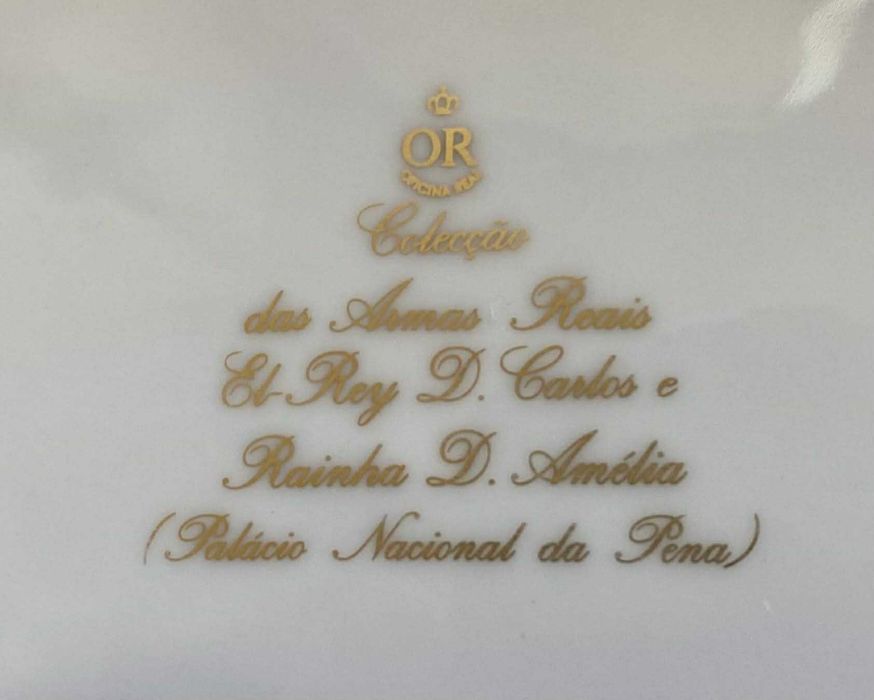 OR
OFICINA REAL
Colecção
das Armas Reais
El-Rey D. Carlos e
Rainha D. Amélia
(Palácio Nacional da Pena)